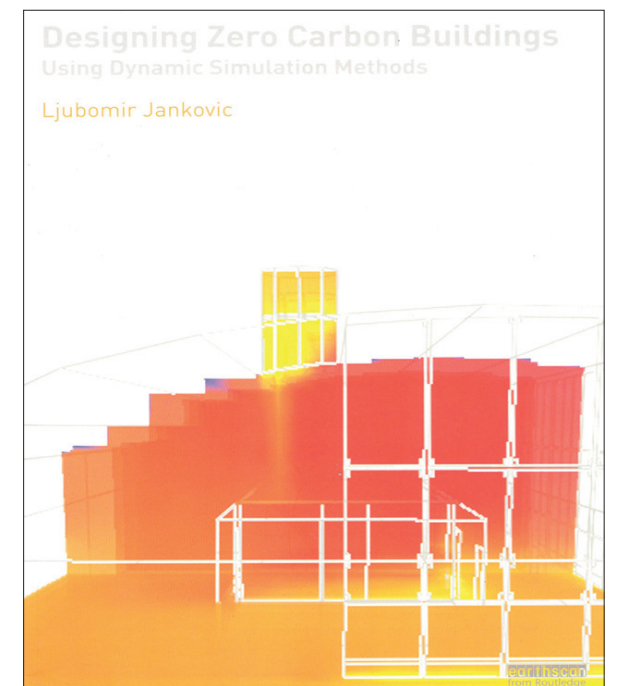 Designing Zero Carbon Buildings
Using Dynamic Simulation Methods
Ljubomir Jankovic
earthscan
from Routledge